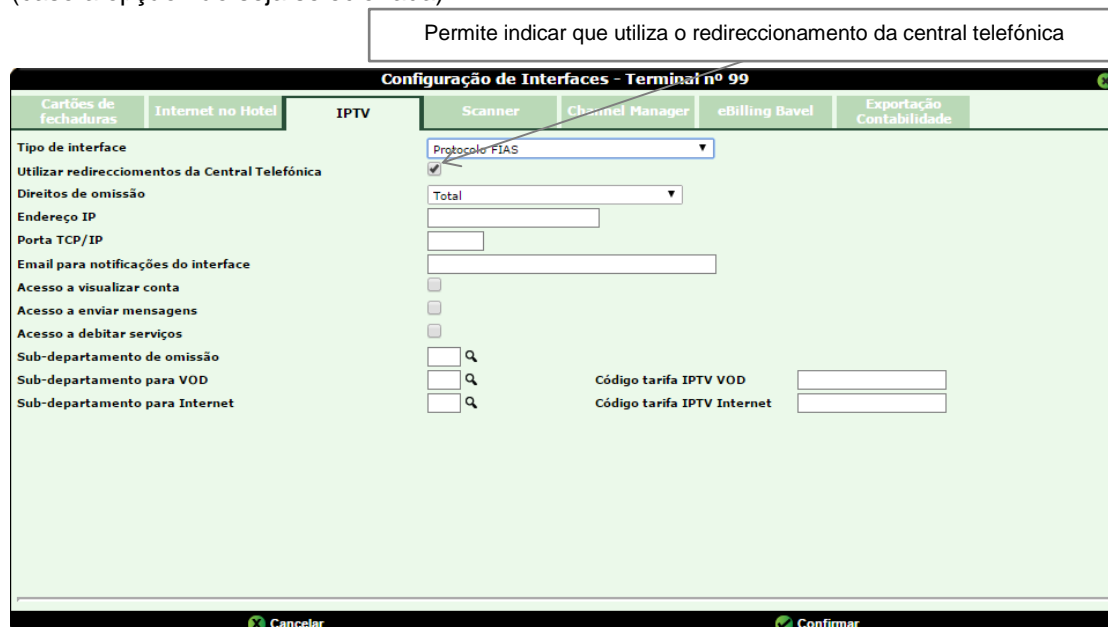 Permite indicar que utiliza o redireccionamento da central telefónica
Configuração de Interfaces - Terminal nº 99
Cartões de fechaduras
Internet no Hotel
IPTV
Scanner
Channel Manager
eBilling Bavel
Exportação Contabilidade
Tipo de interface Protocolo FIAS
Utilizar redirecciomentos da Central Telefónica
Direitos de omissão Total
Endereço IP
Porta TCP/IP
Email para notificações do interface
Acesso a visualizar conta
Acesso a enviar mensagens
Acesso a debitar serviços
Sub-departamento de omissão
Sub-departamento para VOD Código tarifa IPTV VOD
Sub-departamento para Internet Código tarifa IPTV Internet
Cancelar Confirmar